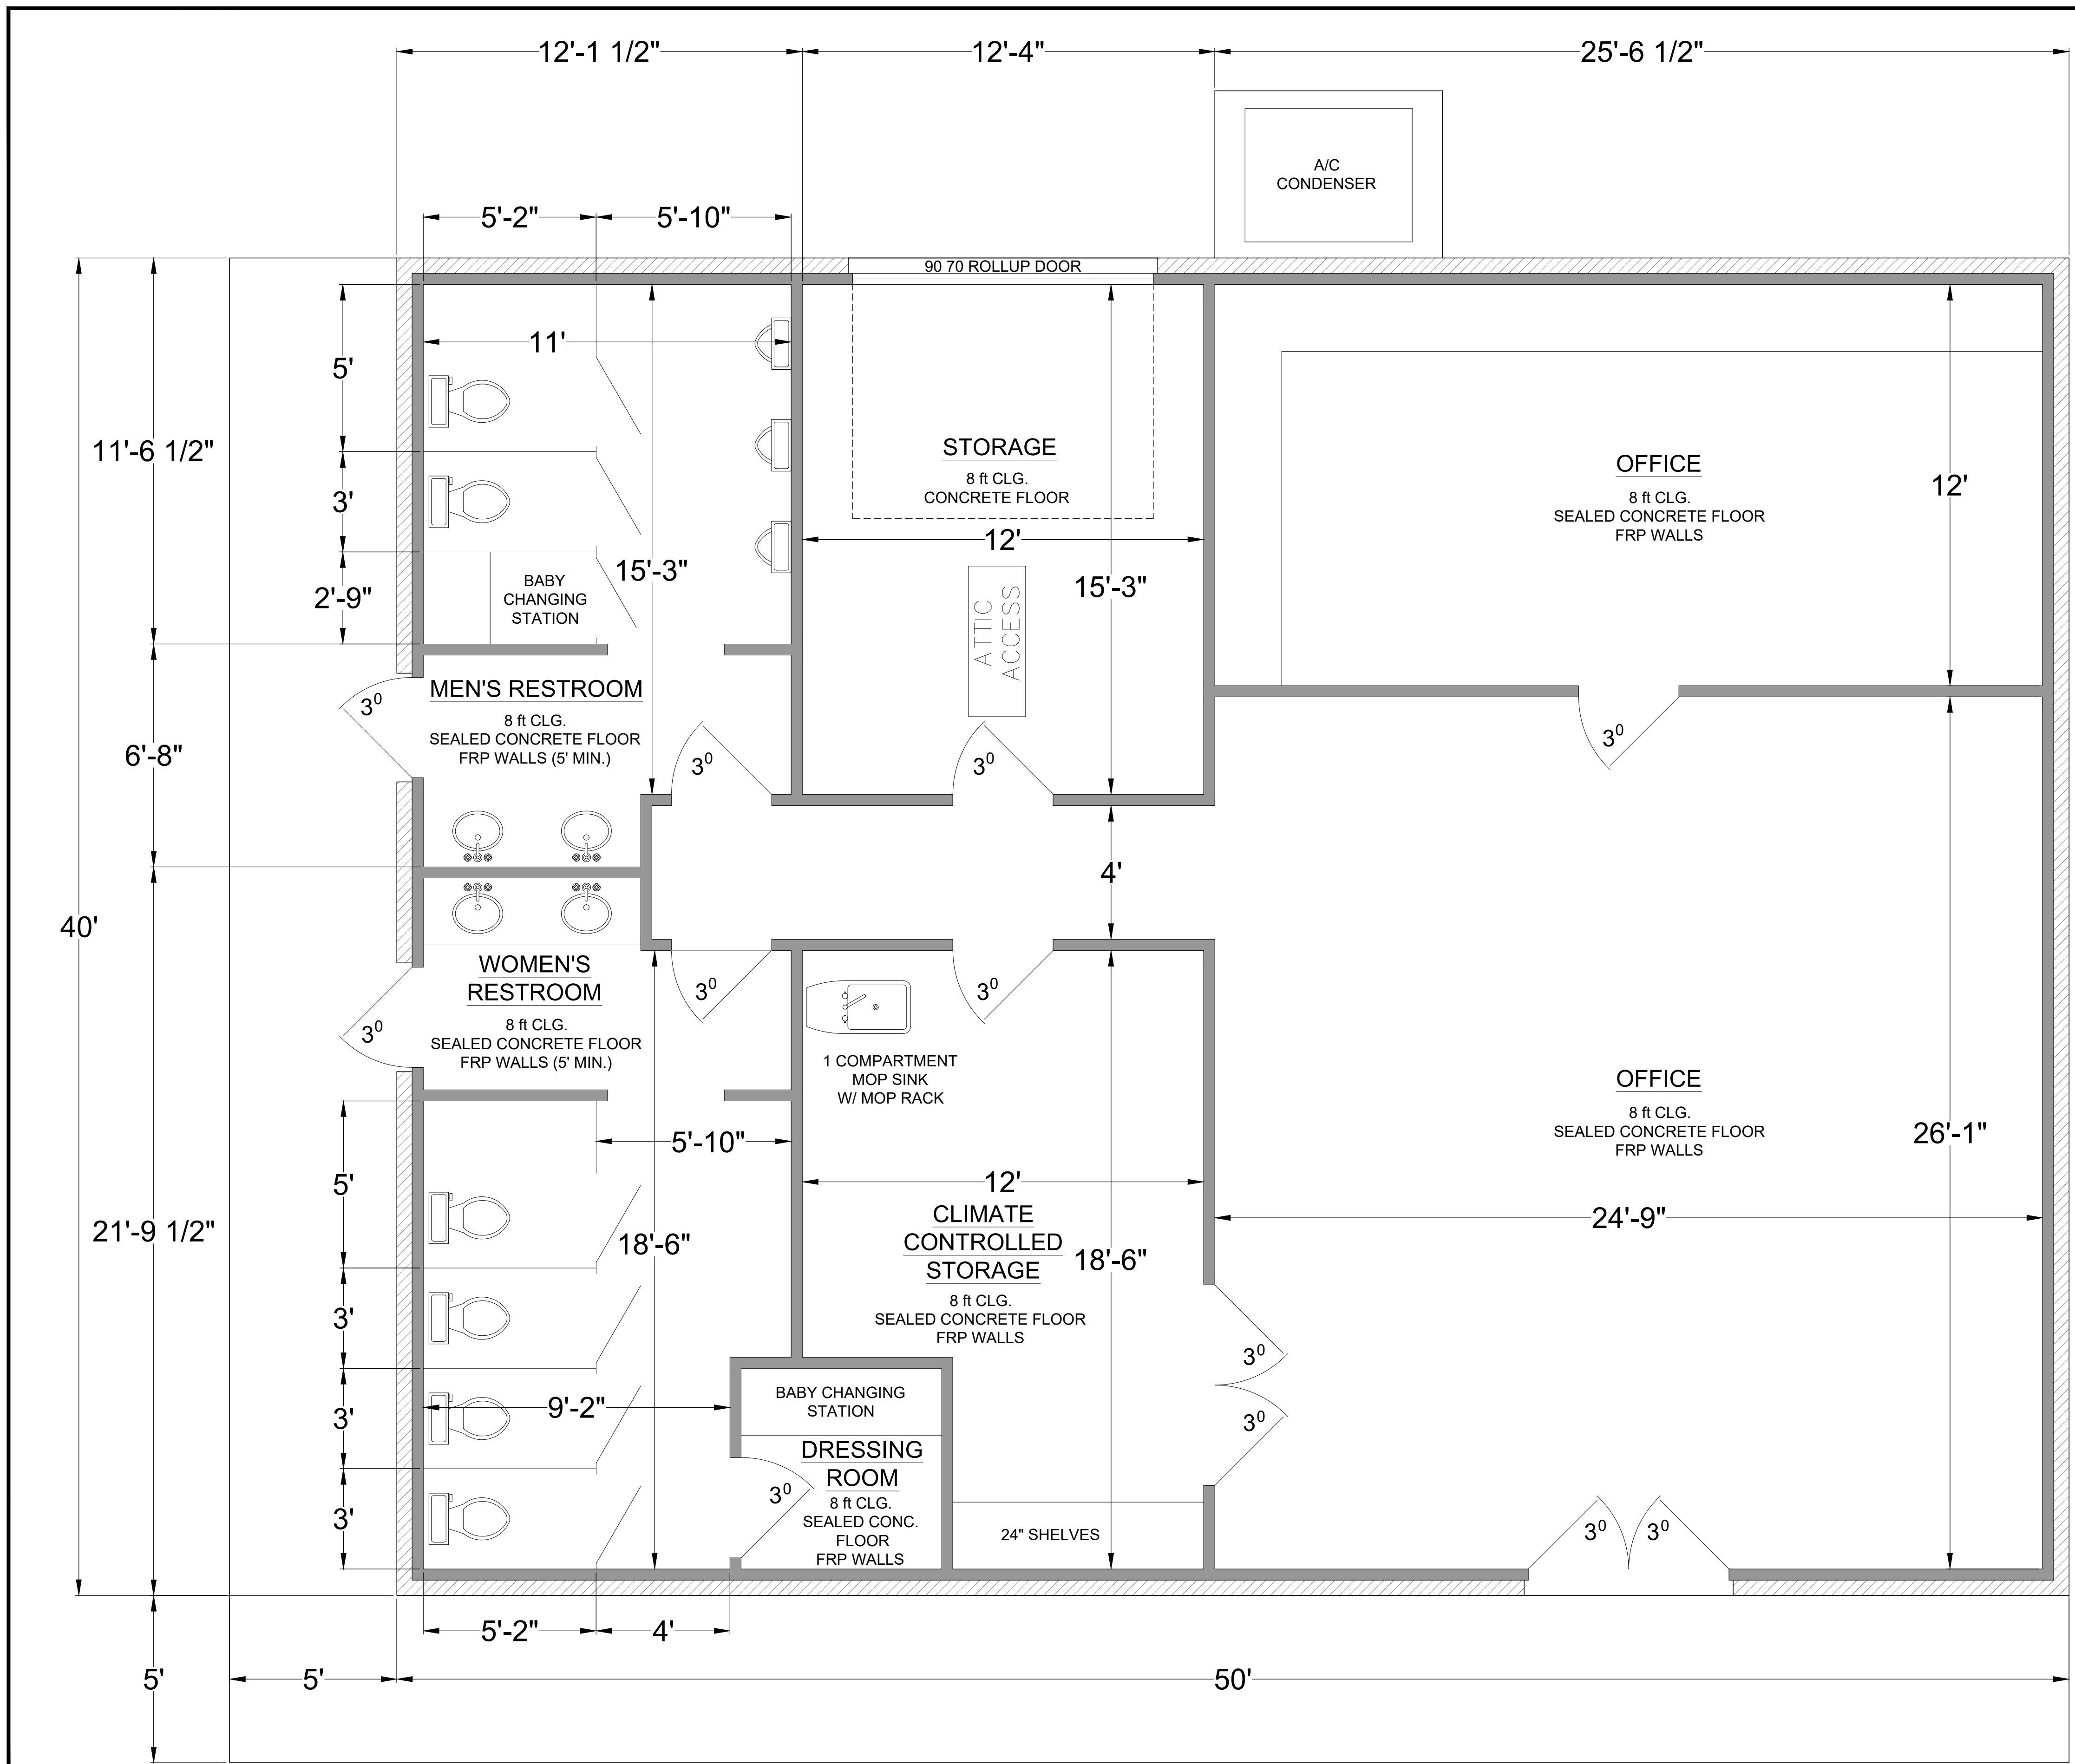 12'-1 1/2"
12'-4"
25'-6 1/2"
A/C
CONDENSER
5'-2"
5'-10"
90 70 ROLLUP DOOR
11'
5'
11'-6 1/2"
3'
2'-9"
15'-3"
BABY
CHANGING
STATION
STORAGE
8 ft CLG.
CONCRETE FLOOR
12'
15'-3"
ATTIC
ACCESS
OFFICE
8 ft CLG.
SEALED CONCRETE FLOOR
FRP WALLS
12'
MEN'S RESTROOM
8 ft CLG.
SEALED CONCRETE FLOOR
FRP WALLS (5' MIN.)
3⁰
6'-8"
3⁰
3⁰
3⁰
4'
40'
WOMEN'S
RESTROOM
8 ft CLG.
SEALED CONCRETE FLOOR
FRP WALLS (5' MIN.)
3⁰
3⁰
3⁰
1 COMPARTMENT
MOP SINK
W/ MOP RACK
OFFICE
8 ft CLG.
SEALED CONCRETE FLOOR
FRP WALLS
26'-1"
5'-10"
5'
12'
CLIMATE
CONTROLLED
STORAGE
8 ft CLG.
SEALED CONCRETE FLOOR
FRP WALLS
24'-9"
21'-9 1/2"
18'-6"
18'-6"
3'
3⁰
3⁰
3'
9'-2"
BABY CHANGING
STATION
DRESSING
ROOM
8 ft CLG.
SEALED CONC.
FLOOR
FRP WALLS
3⁰
3'
24" SHELVES
3⁰
3⁰
5'-2"
4'
5'
5'
50'